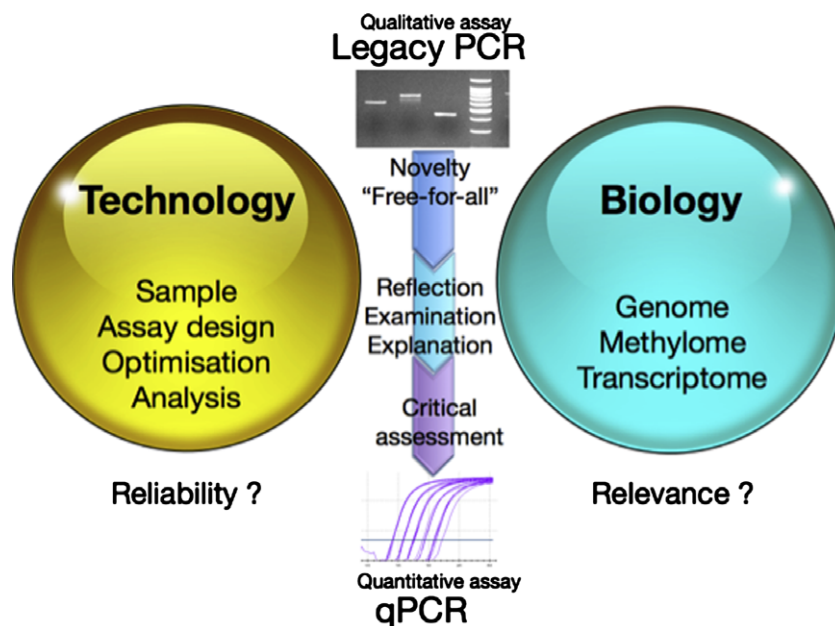 Qualitative assay
Legacy PCR
Novelty
“Free-for-all”
Reflection
Examination
Explanation
Critical
assessment
Quantitative assay
qPCR
Technology
Sample
Assay design
Optimisation
Analysis
Reliability ?
Biology
Genome
Methylome
Transcriptome
Relevance ?